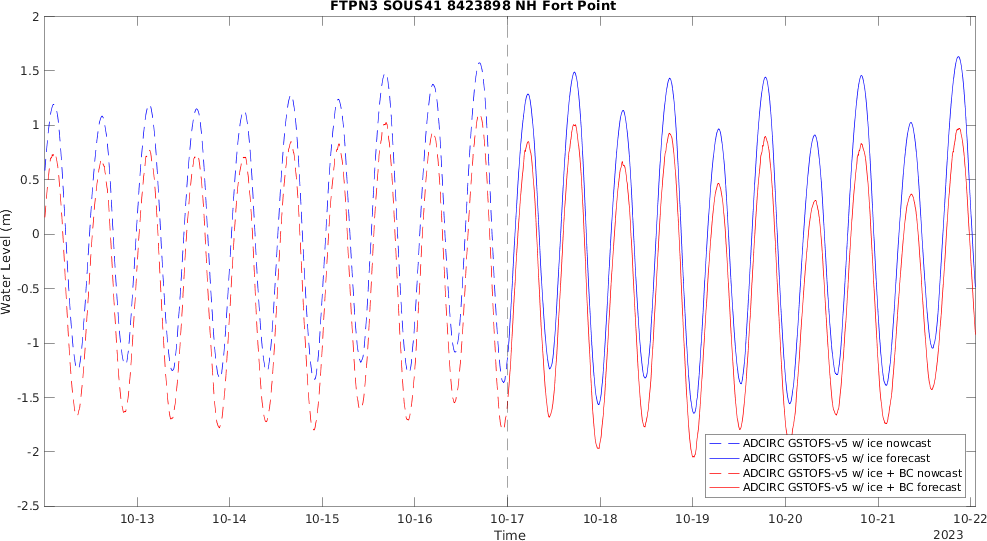 FTPN3 SOUS41 8423898 NH Fort Point
2
1.5
1
0.5
0
-0.5
-1
-1.5
-2
-2.5
Water Level (m)
ADCIRC GSTOFS-v5 w/ ice nowcast
ADCIRC GSTOFS-v5 w/ ice forecast
ADCIRC GSTOFS-v5 w/ ice + BC nowcast
ADCIRC GSTOFS-v5 w/ ice + BC forecast
10-13 10-14 10-15 10-16 10-17 10-18 10-19 10-20 10-21 10-22
Time
2023